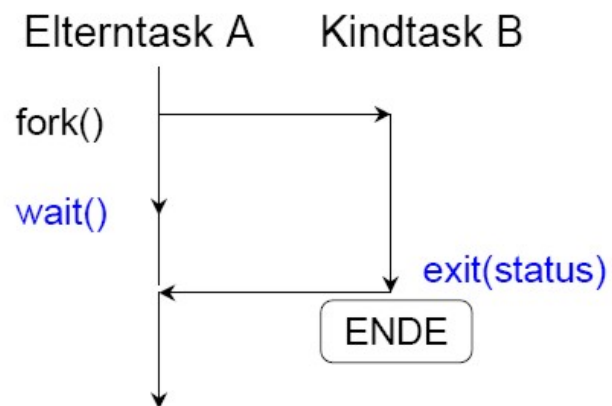 Elterntask A Kindtask B
fork()
wait()
exit(status)
ENDE